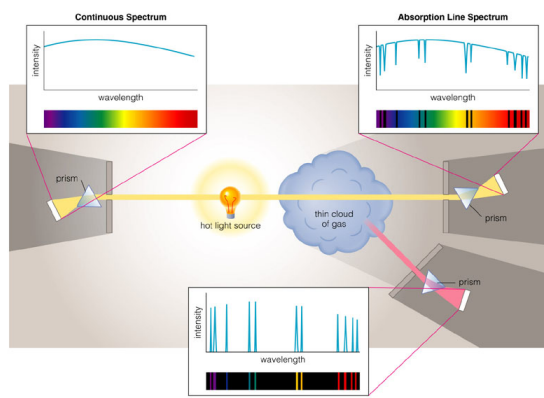 Continuous Spectrum
intensity
wavelength
Absorption Line Spectrum
intensity
wavelength
prism
hot light source
thin cloud
of gas
prism
prism
intensity
wavelength